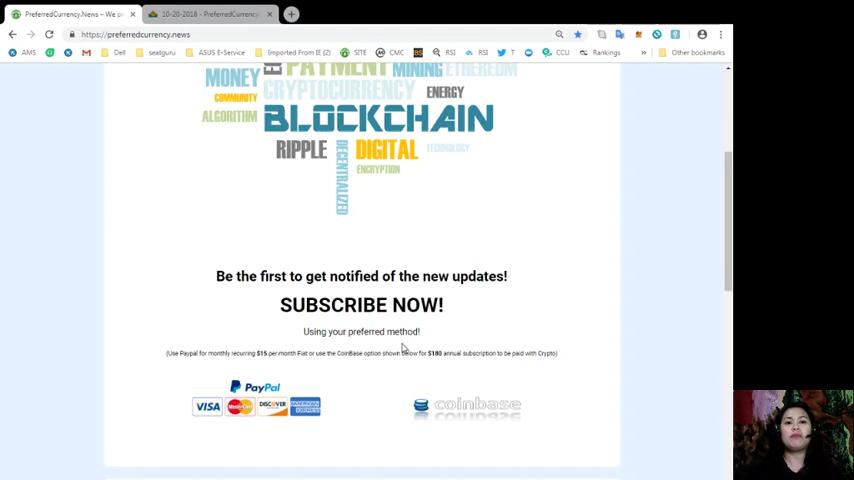 PreferredCurrency.News – We p
10-20-2018 - PreferredCurrency
https://preferredcurrency.news
AMS
Dell
seatguru
ASUS E-Service
Imported From IE (2)
SITE
CMC
BS
RSI
RSI
T
CCU
Rankings
»
Other bookmarks
PAYMENT
MONEY
MINING
ETHEREUM
CRYPTOCURRENCY
ENERGY
COMMUNITY
ALGORITHM
BLOCKCHAIN
RIPPLE
DECENTRALIZED
DIGITAL
TECHNOLOGY
ENCRYPTION
Be the first to get notified of the new updates!
SUBSCRIBE NOW!
Using your preferred method!
(Use Paypal for monthly recurring $15 per month Fiat or use the CoinBase option shown below for $180 annual subscription to be paid with Crypto)
PayPal
VISA
MasterCard
DISCOVER
AMERICAN EXPRESS
coinbase